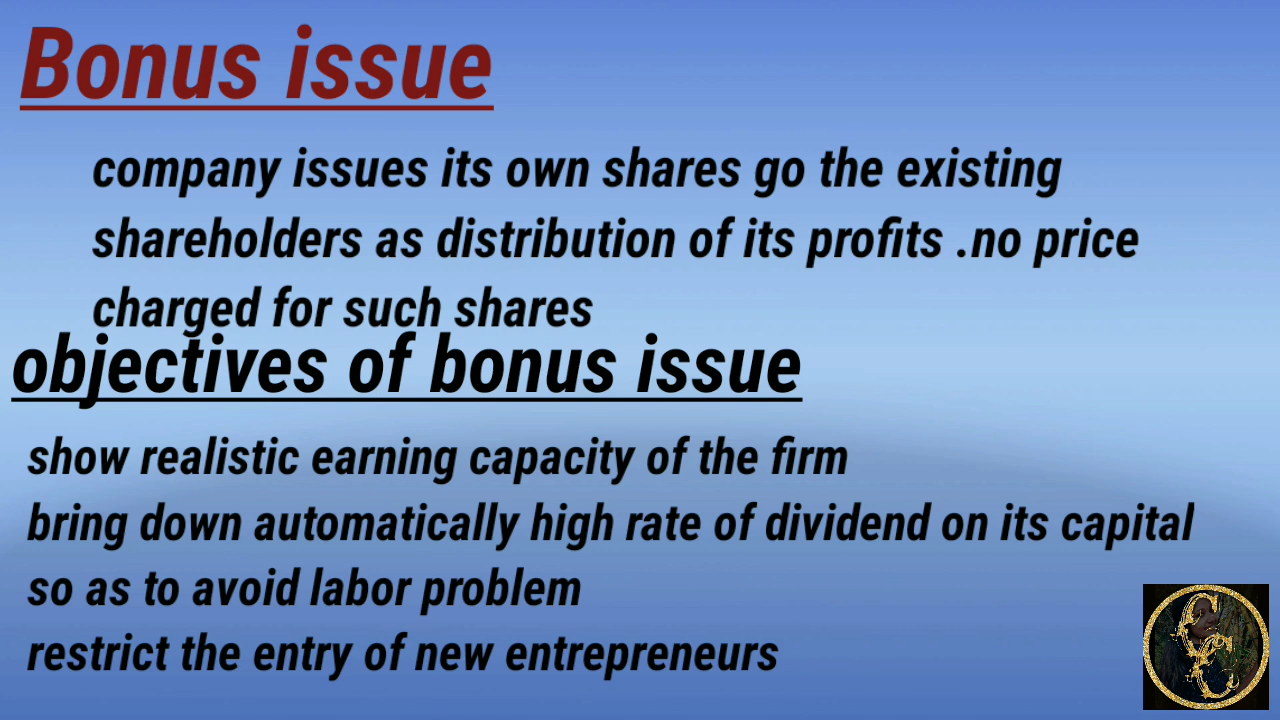 Bonus issue
company issues its own shares go the existing
shareholders as distribution of its profits .no price
charged for such shares
objectives of bonus issue
show realistic earning capacity of the firm
bring down automatically high rate of dividend on its capital
so as to avoid labor problem
restrict the entry of new entrepreneurs